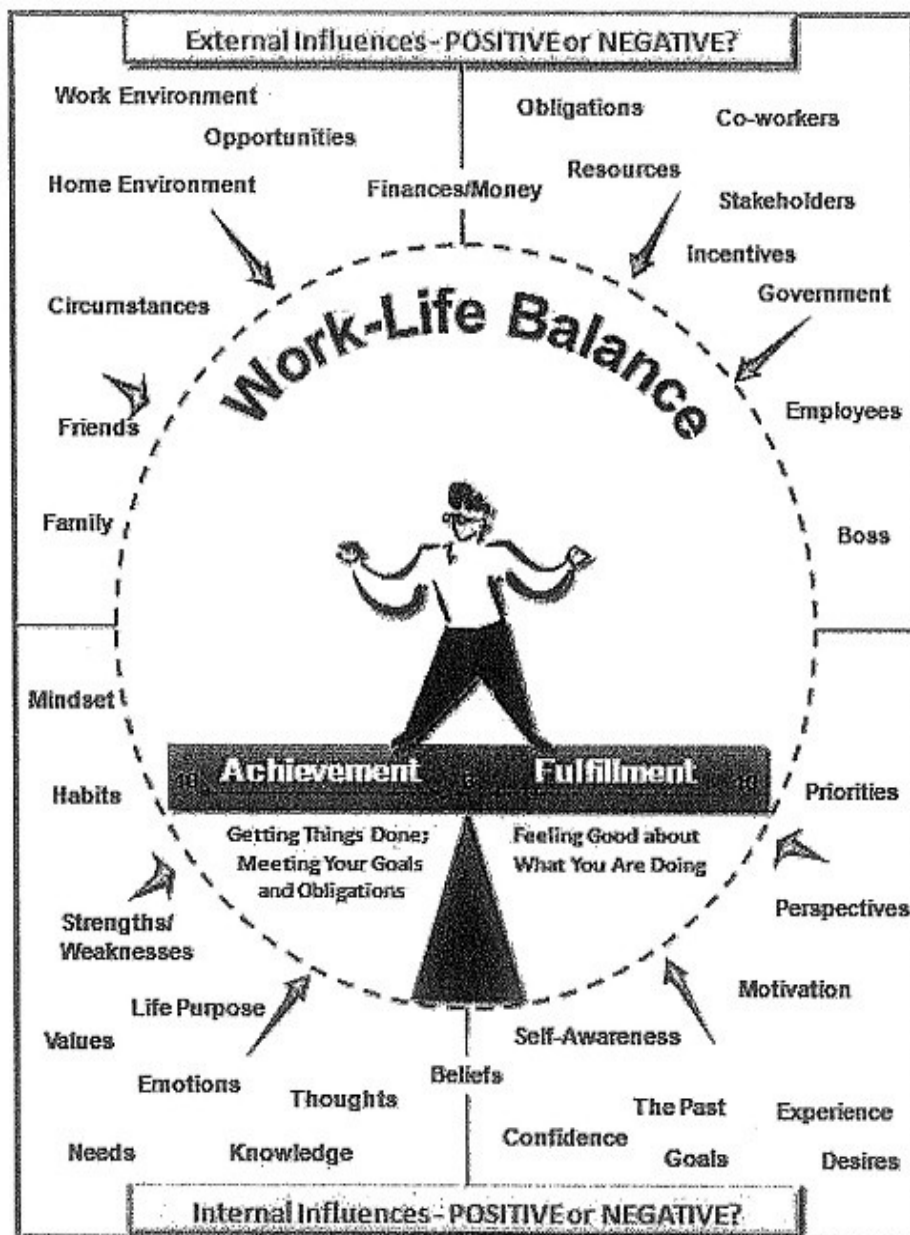 External Influences - POSITIVE or NEGATIVE?
Work Environment
Obligations
Co-workers
Opportunities
Home Environment
Finances/Money
Resources
Stakeholders
Incentives
Circumstances
Government
Work-Life Balance
Friends
Employees
Family
Boss
Mindset
10 Achievement
Fulfillment 10
Habits
Priorities
Getting Things Done;
Meeting Your Goals
and Obligations
Feeling Good about
What You Are Doing
Strengths/
Weaknesses
Perspectives
Life Purpose
Motivation
Values
Self-Awareness
Emotions
Beliefs
Thoughts
The Past
Experience
Needs
Knowledge
Confidence
Goals
Desires
Internal Influences - POSITIVE or NEGATIVE?